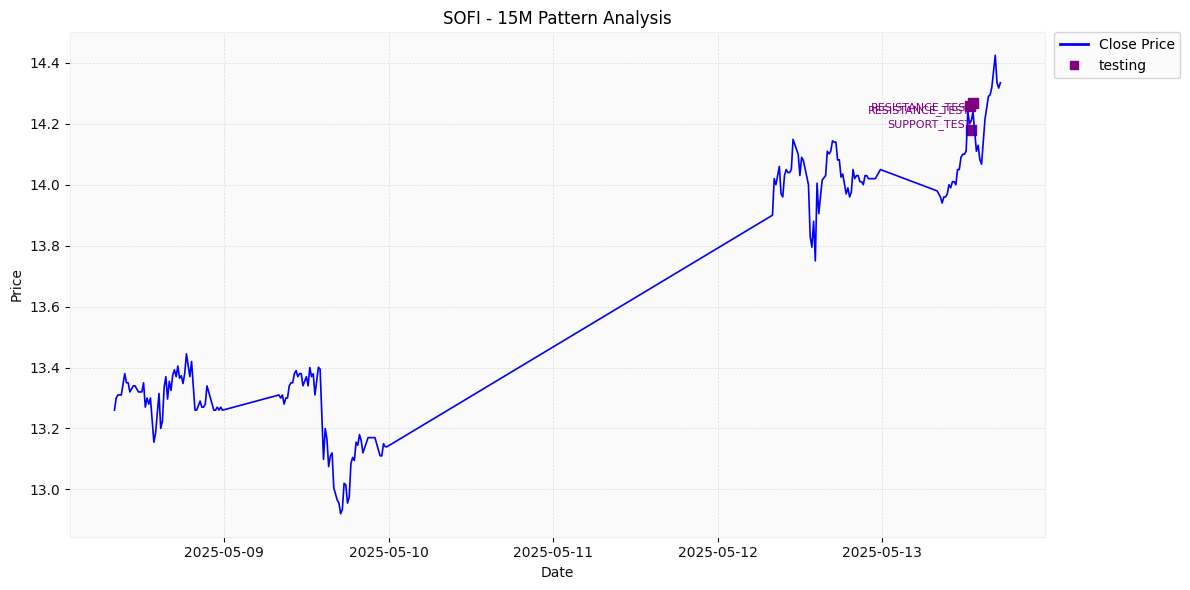 SOFI - 15M Pattern Analysis
Close Price
testing
14.4
14.2
14.0
13.8
13.6
13.4
13.2
13.0
Price
RESISTANCE_TEST
RESISTANCE_TEST
SUPPORT_TEST
2025-05-09
2025-05-10
2025-05-11
2025-05-12
2025-05-13
Date